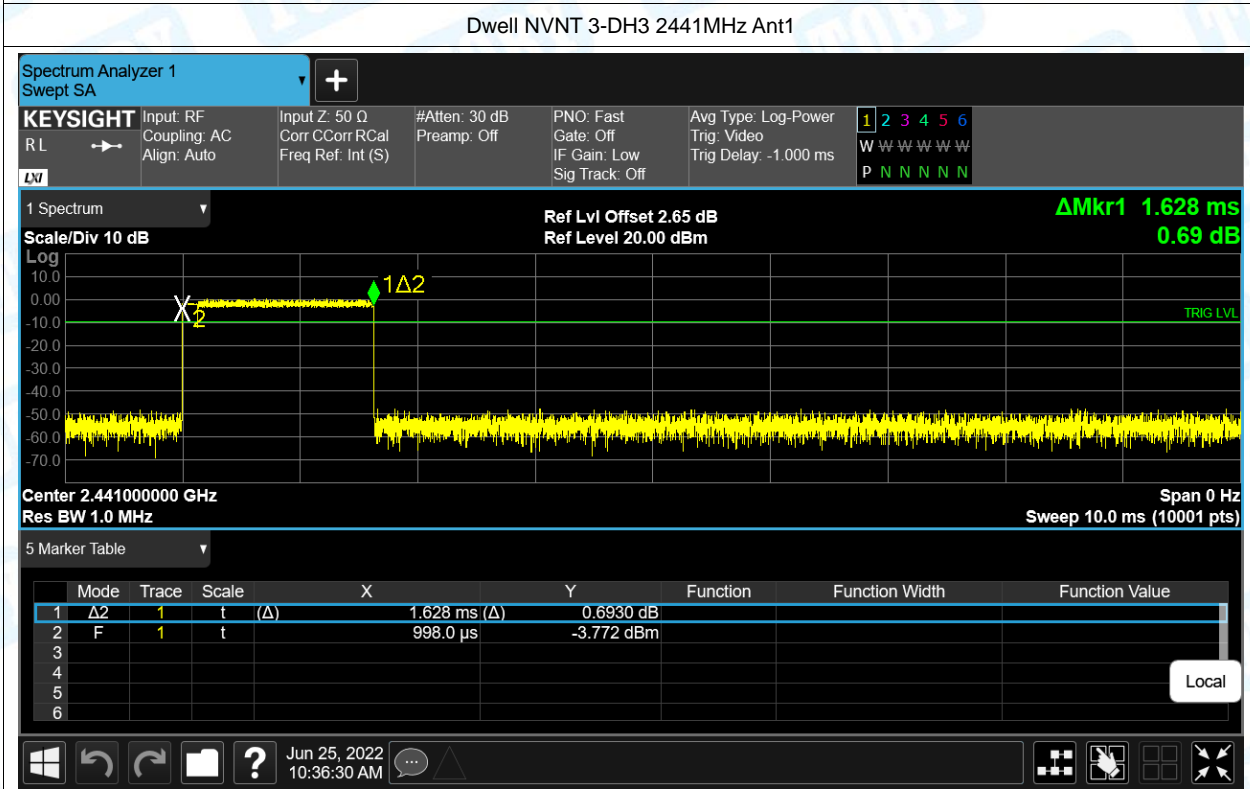 Dwell NVNT 3-DH3 2441MHz Ant1
Spectrum Analyzer 1
Swept SA
KEYSIGHT
RL
LXI
Input: RF
Coupling: AC
Align: Auto
Input Z: 50 Ω
Corr CCorr RCal
Freq Ref: Int (S)
#Atten: 30 dB
Preamp: Off
PNO: Fast
Gate: Off
IF Gain: Low
Sig Track: Off
Avg Type: Log-Power
Trig: Video
Trig Delay: -1.000 ms
1 2 3 4 5 6
W W W W W W
P N N N N N
1 Spectrum
Scale/Div 10 dB
Ref Lvl Offset 2.65 dB
Ref Level 20.00 dBm
ΔMkr1 1.628 ms
0.69 dB
Log
10.0
0.00
-10.0
-20.0
-30.0
-40.0
-50.0
-60.0
-70.0
X
2
1Δ2
TRIG LVL
Center 2.441000000 GHz
Res BW 1.0 MHz
Span 0 Hz
Sweep 10.0 ms (10001 pts)
5 Marker Table
Mode Trace Scale X Y Function Function Width Function Value
1 Δ2 1 t (Δ) 1.628 ms (Δ) 0.6930 dB
2 F 1 t 998.0 µs -3.772 dBm
3
4
5
6
Local
?
Jun 25, 2022
10:36:30 AM